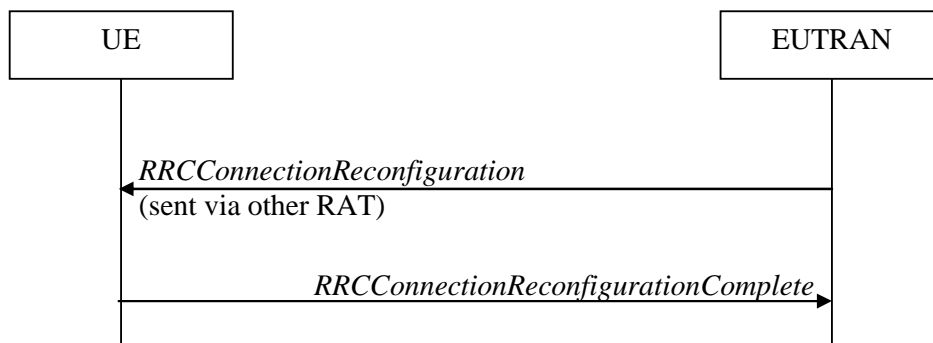 UE
EUTRAN
RRCConnectionReconfiguration
(sent via other RAT)
RRCConnectionReconfigurationComplete